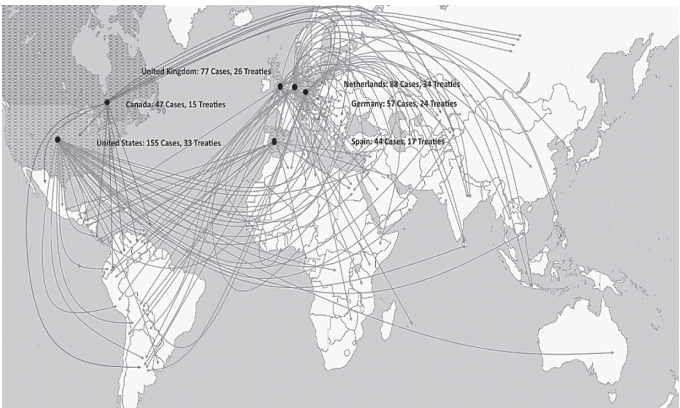 United Kingdom: 77 Cases, 26 Treaties
Netherlands: 88 Cases, 34 Treaties
Canada: 47 Cases, 15 Treaties
Germany: 57 Cases, 24 Treaties
United States: 155 Cases, 33 Treaties
Spain: 44 Cases, 17 Treaties